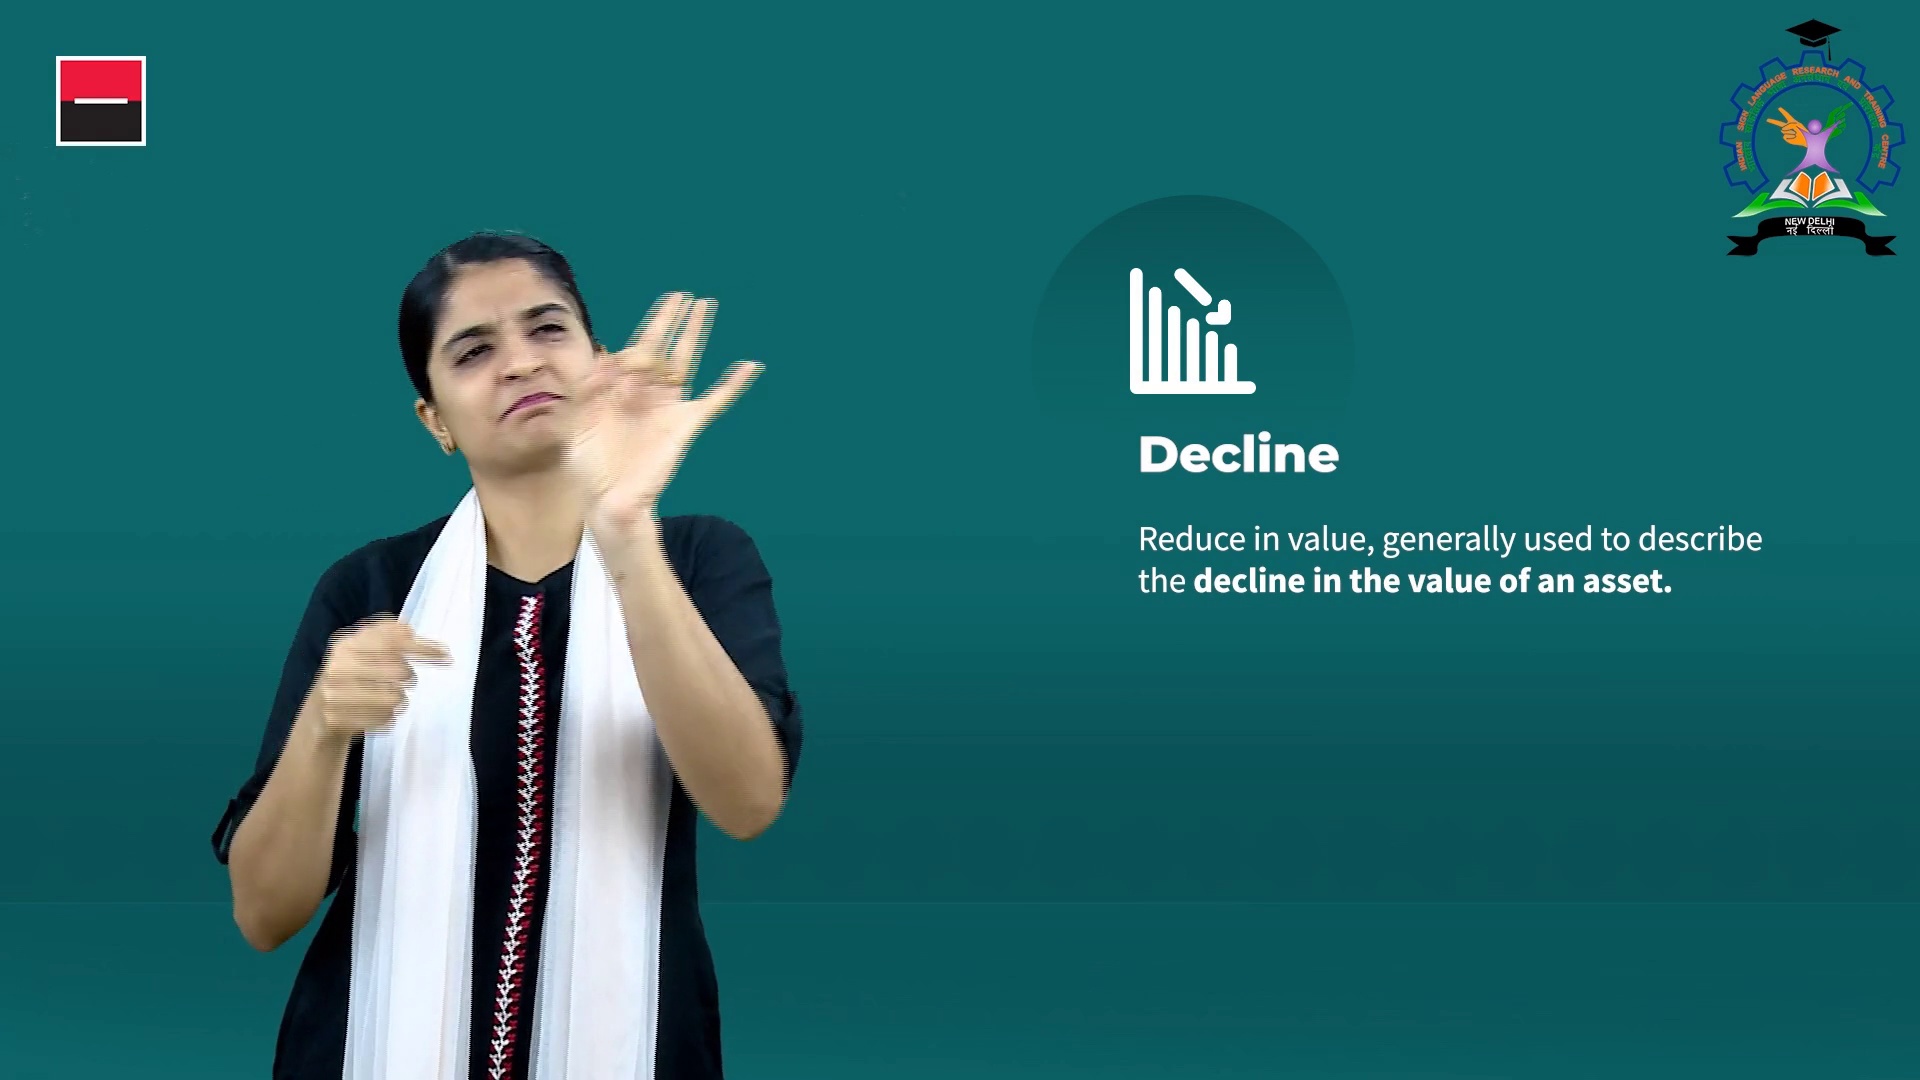 INDIAN SIGN LANGUAGE RESEARCH AND TRAINING CENTRE
NEW DELHI
नई दिल्ली
Decline
Reduce in value, generally used to describe
the decline in the value of an asset.